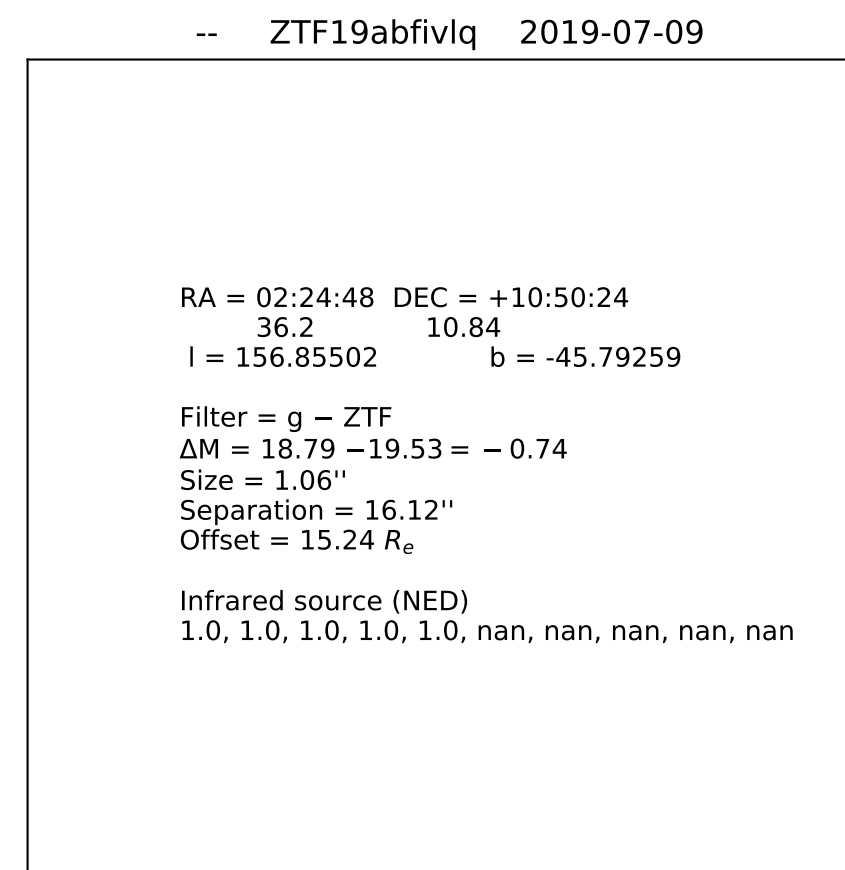 --   ZTF19abfivlq   2019-07-09
RA = 02:24:48  DEC = +10:50:24
36.2   10.84
l = 156.85502   b = -45.79259
Filter = g − ZTF
ΔM = 18.79 −19.53 = − 0.74
Size = 1.06''
Separation = 16.12''
Offset = 15.24 Rₑ
Infrared source (NED)
1.0, 1.0, 1.0, 1.0, 1.0, nan, nan, nan, nan, nan